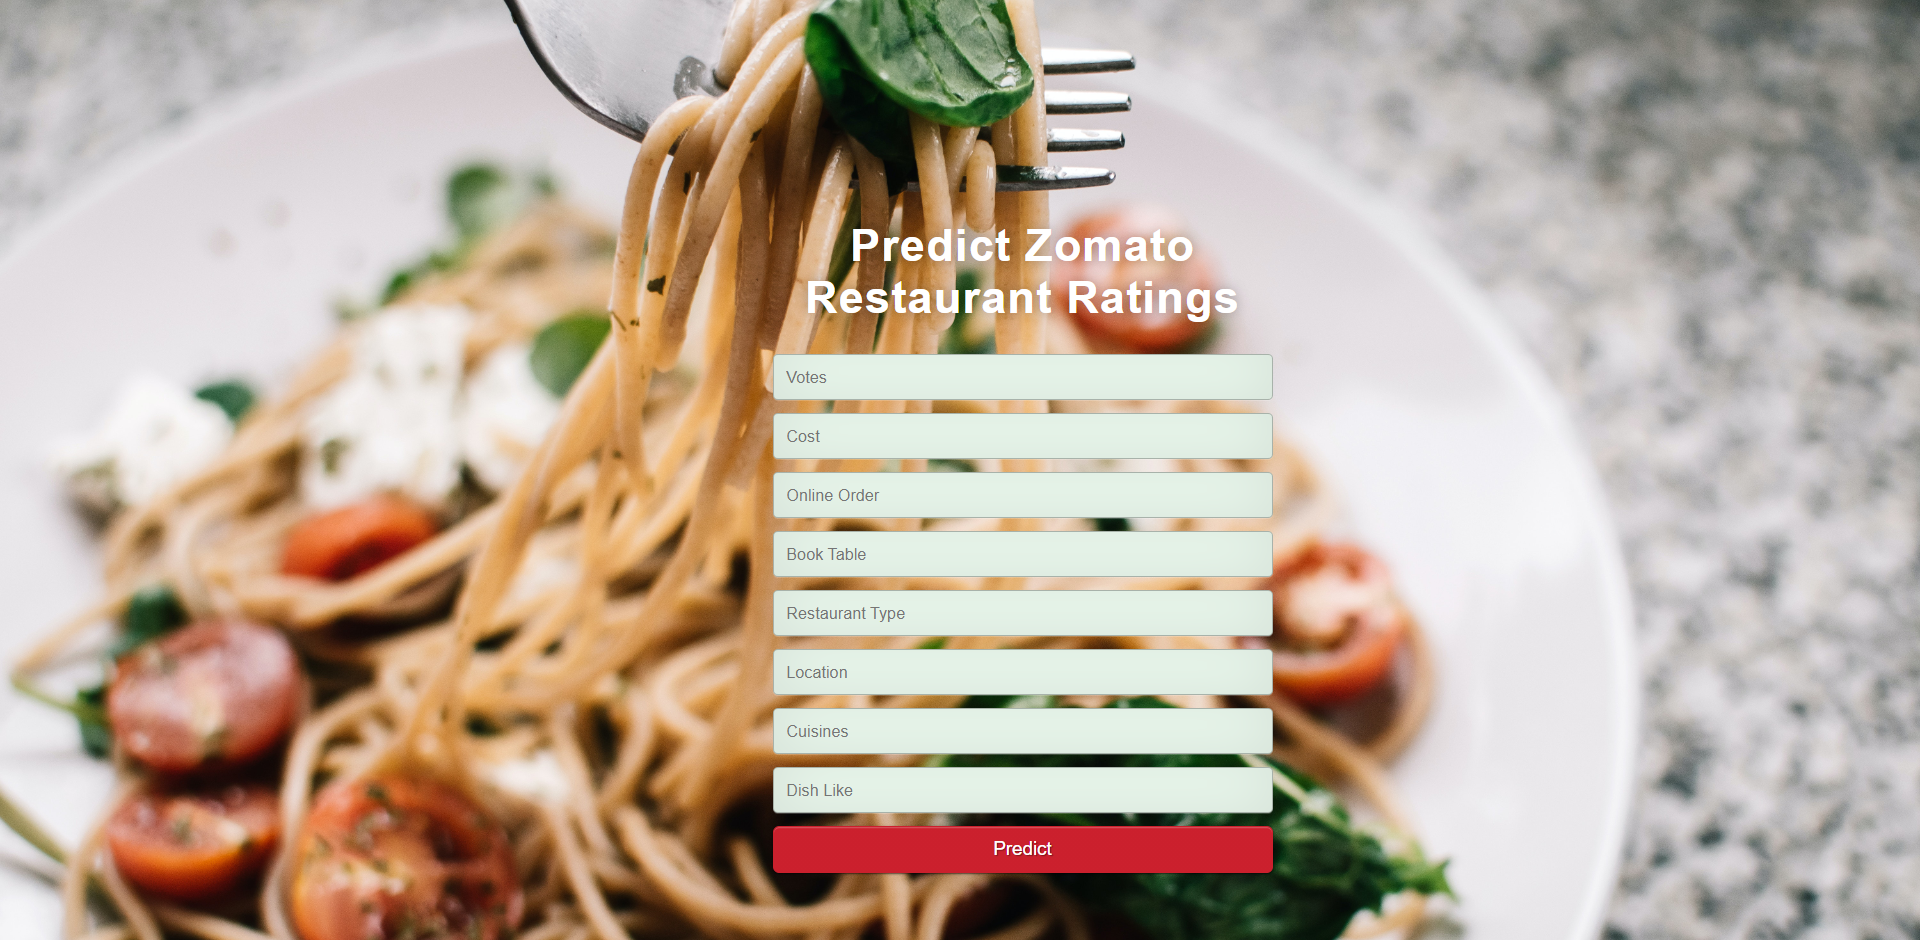 Predict Zomato
Restaurant Ratings
Votes
Cost
Online Order
Book Table
Restaurant Type
Location
Cuisines
Dish Like
Predict